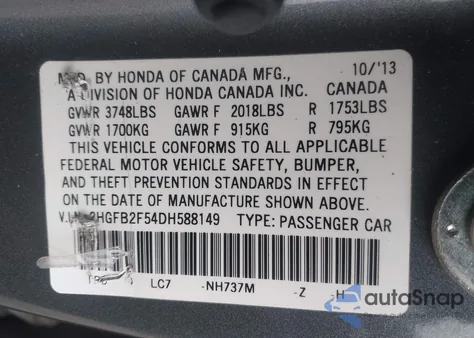 MFD. BY HONDA OF CANADA MFG., 10/'13
A DIVISION OF HONDA CANADA INC. CANADA
GVWR 3748LBS GAWR F 2018LBS R 1753LBS
GVWR 1700KG GAWR F 915KG R 795KG
THIS VEHICLE CONFORMS TO ALL APPLICABLE
FEDERAL MOTOR VEHICLE SAFETY, BUMPER,
AND THEFT PREVENTION STANDARDS IN EFFECT
ON THE DATE OF MANUFACTURE SHOWN ABOVE.
2HGFB2F54DH588149 TYPE: PASSENGER CAR
LC7 -NH737M -Z -H
autoSnap